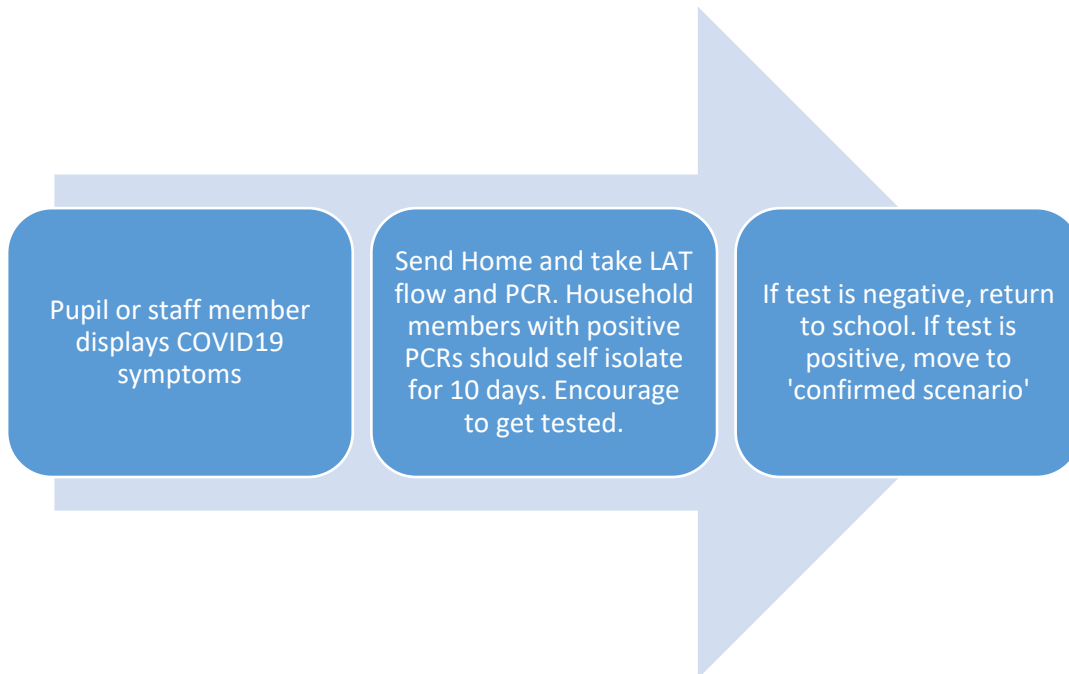 Pupil or staff member
displays COVID19
symptoms
Send Home and take LAT
flow and PCR. Household
members with positive
PCRs should self isolate
for 10 days. Encourage
to get tested.
If test is negative, return
to school. If test is
positive, move to
'confirmed scenario'